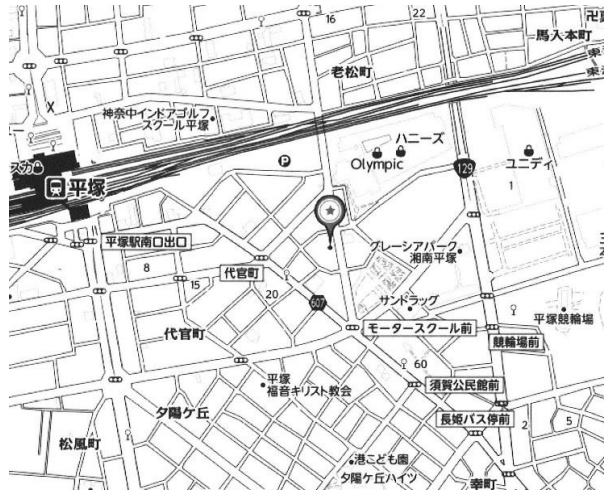 16
22
卍
馬入本町
老松町
神奈中インドアゴルフ
スクール平塚
ハニーズ
Olympic
P
スカ
平塚
129
ユニディ
1
平塚駅南口出口
代官町
8
15
20
607
グレーシアパーク
湘南平塚
サンドラッグ
平塚競輪場
代官町
モータースクール前
競輪場前
60
平塚
福音キリスト教会
須賀公民館前
夕陽ケ丘
長姫バス停前
2
5
松風町
港こども園
夕陽ケ丘ハイツ
幸町